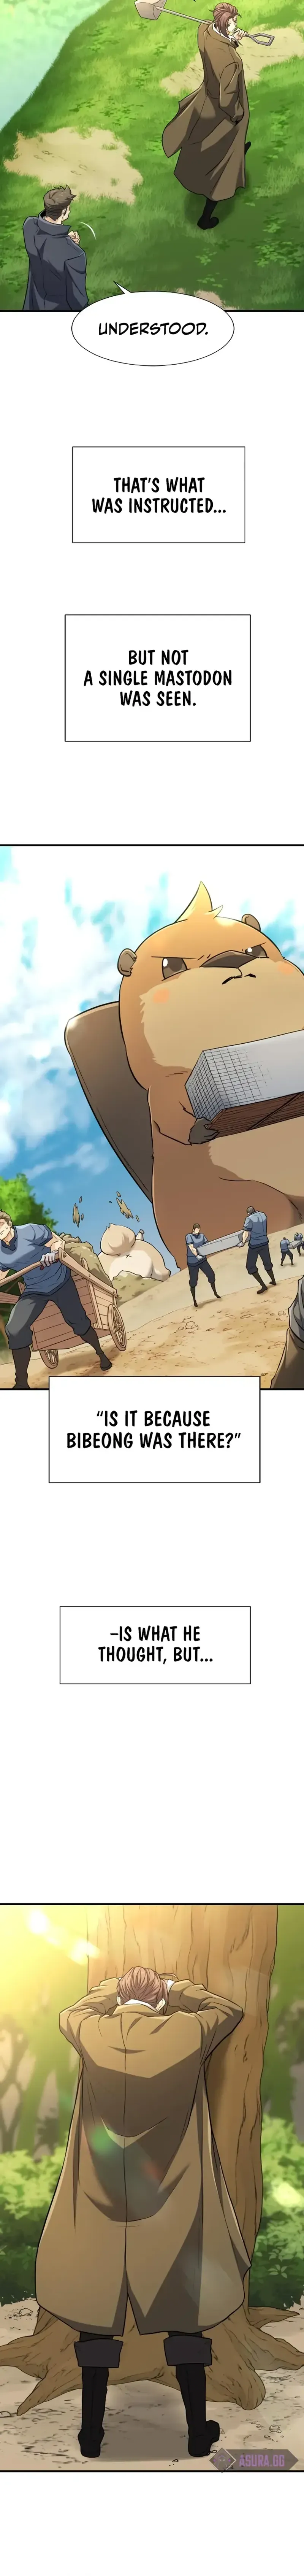 UNDERSTOOD.
THAT'S WHAT
WAS INSTRUCTED...
BUT NOT
A SINGLE MASTODON
WAS SEEN.
"IS IT BECAUSE
BIBEONG WAS THERE?"
-IS WHAT HE
THOUGHT, BUT...
ASURA.GG